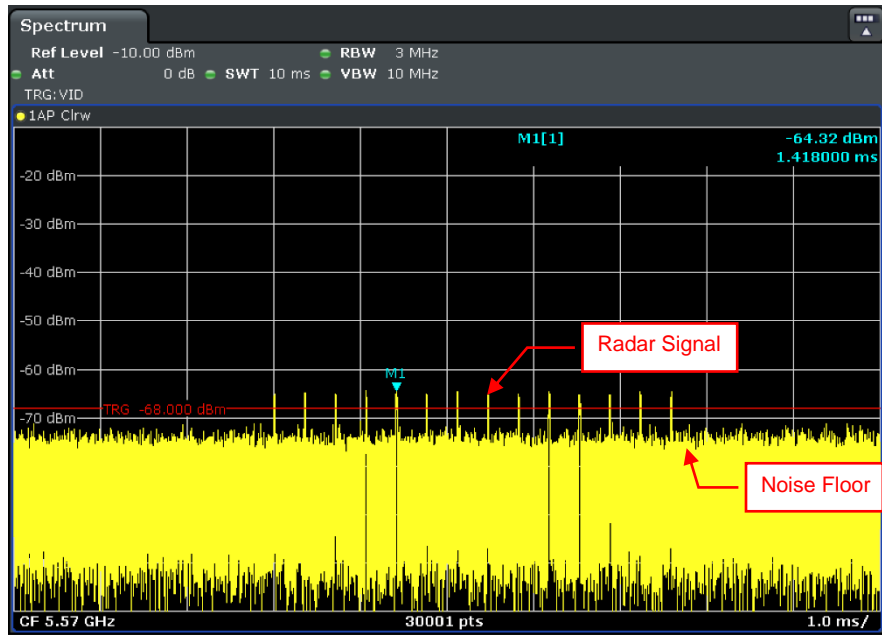 Spectrum
Ref Level -10.00 dBm RBW 3 MHz
Att 0 dB SWT 10 ms VBW 10 MHz
TRG:VID
1AP Clrw
M1[1] -64.32 dBm
1.418000 ms
-20 dBm
-30 dBm
-40 dBm
-50 dBm
Radar Signal
-60 dBm
M1
TRG -68.000 dBm
-70 dBm
Noise Floor
CF 5.57 GHz 30001 pts 1.0 ms/